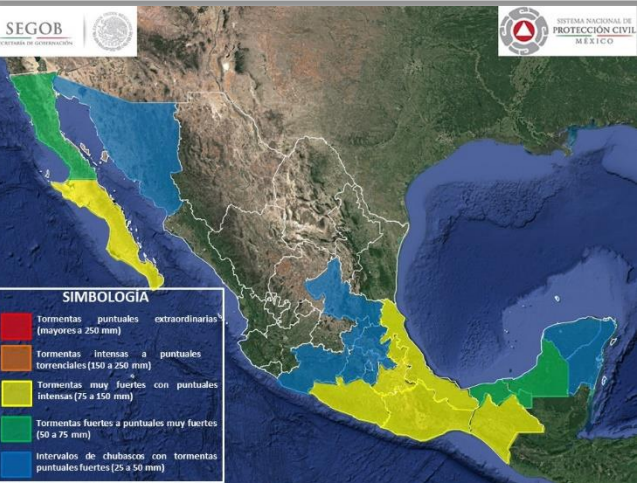 SEGOB
SECRETARÍA DE GOBERNACIÓN
SISTEMA NACIONAL DE
PROTECCIÓN CIVIL
MÉXICO
SIMBOLOGÍA
Tormentas puntuales extraordinarias
(mayores a 250 mm)
Tormentas intensas a puntuales
torrenciales (150 a 250 mm)
Tormentas muy fuertes con puntuales
intensas (75 a 150 mm)
Tormentas fuertes a puntuales muy fuertes
(50 a 75 mm)
Intervalos de chubascos con tormentas
puntuales fuertes (25 a 50 mm)